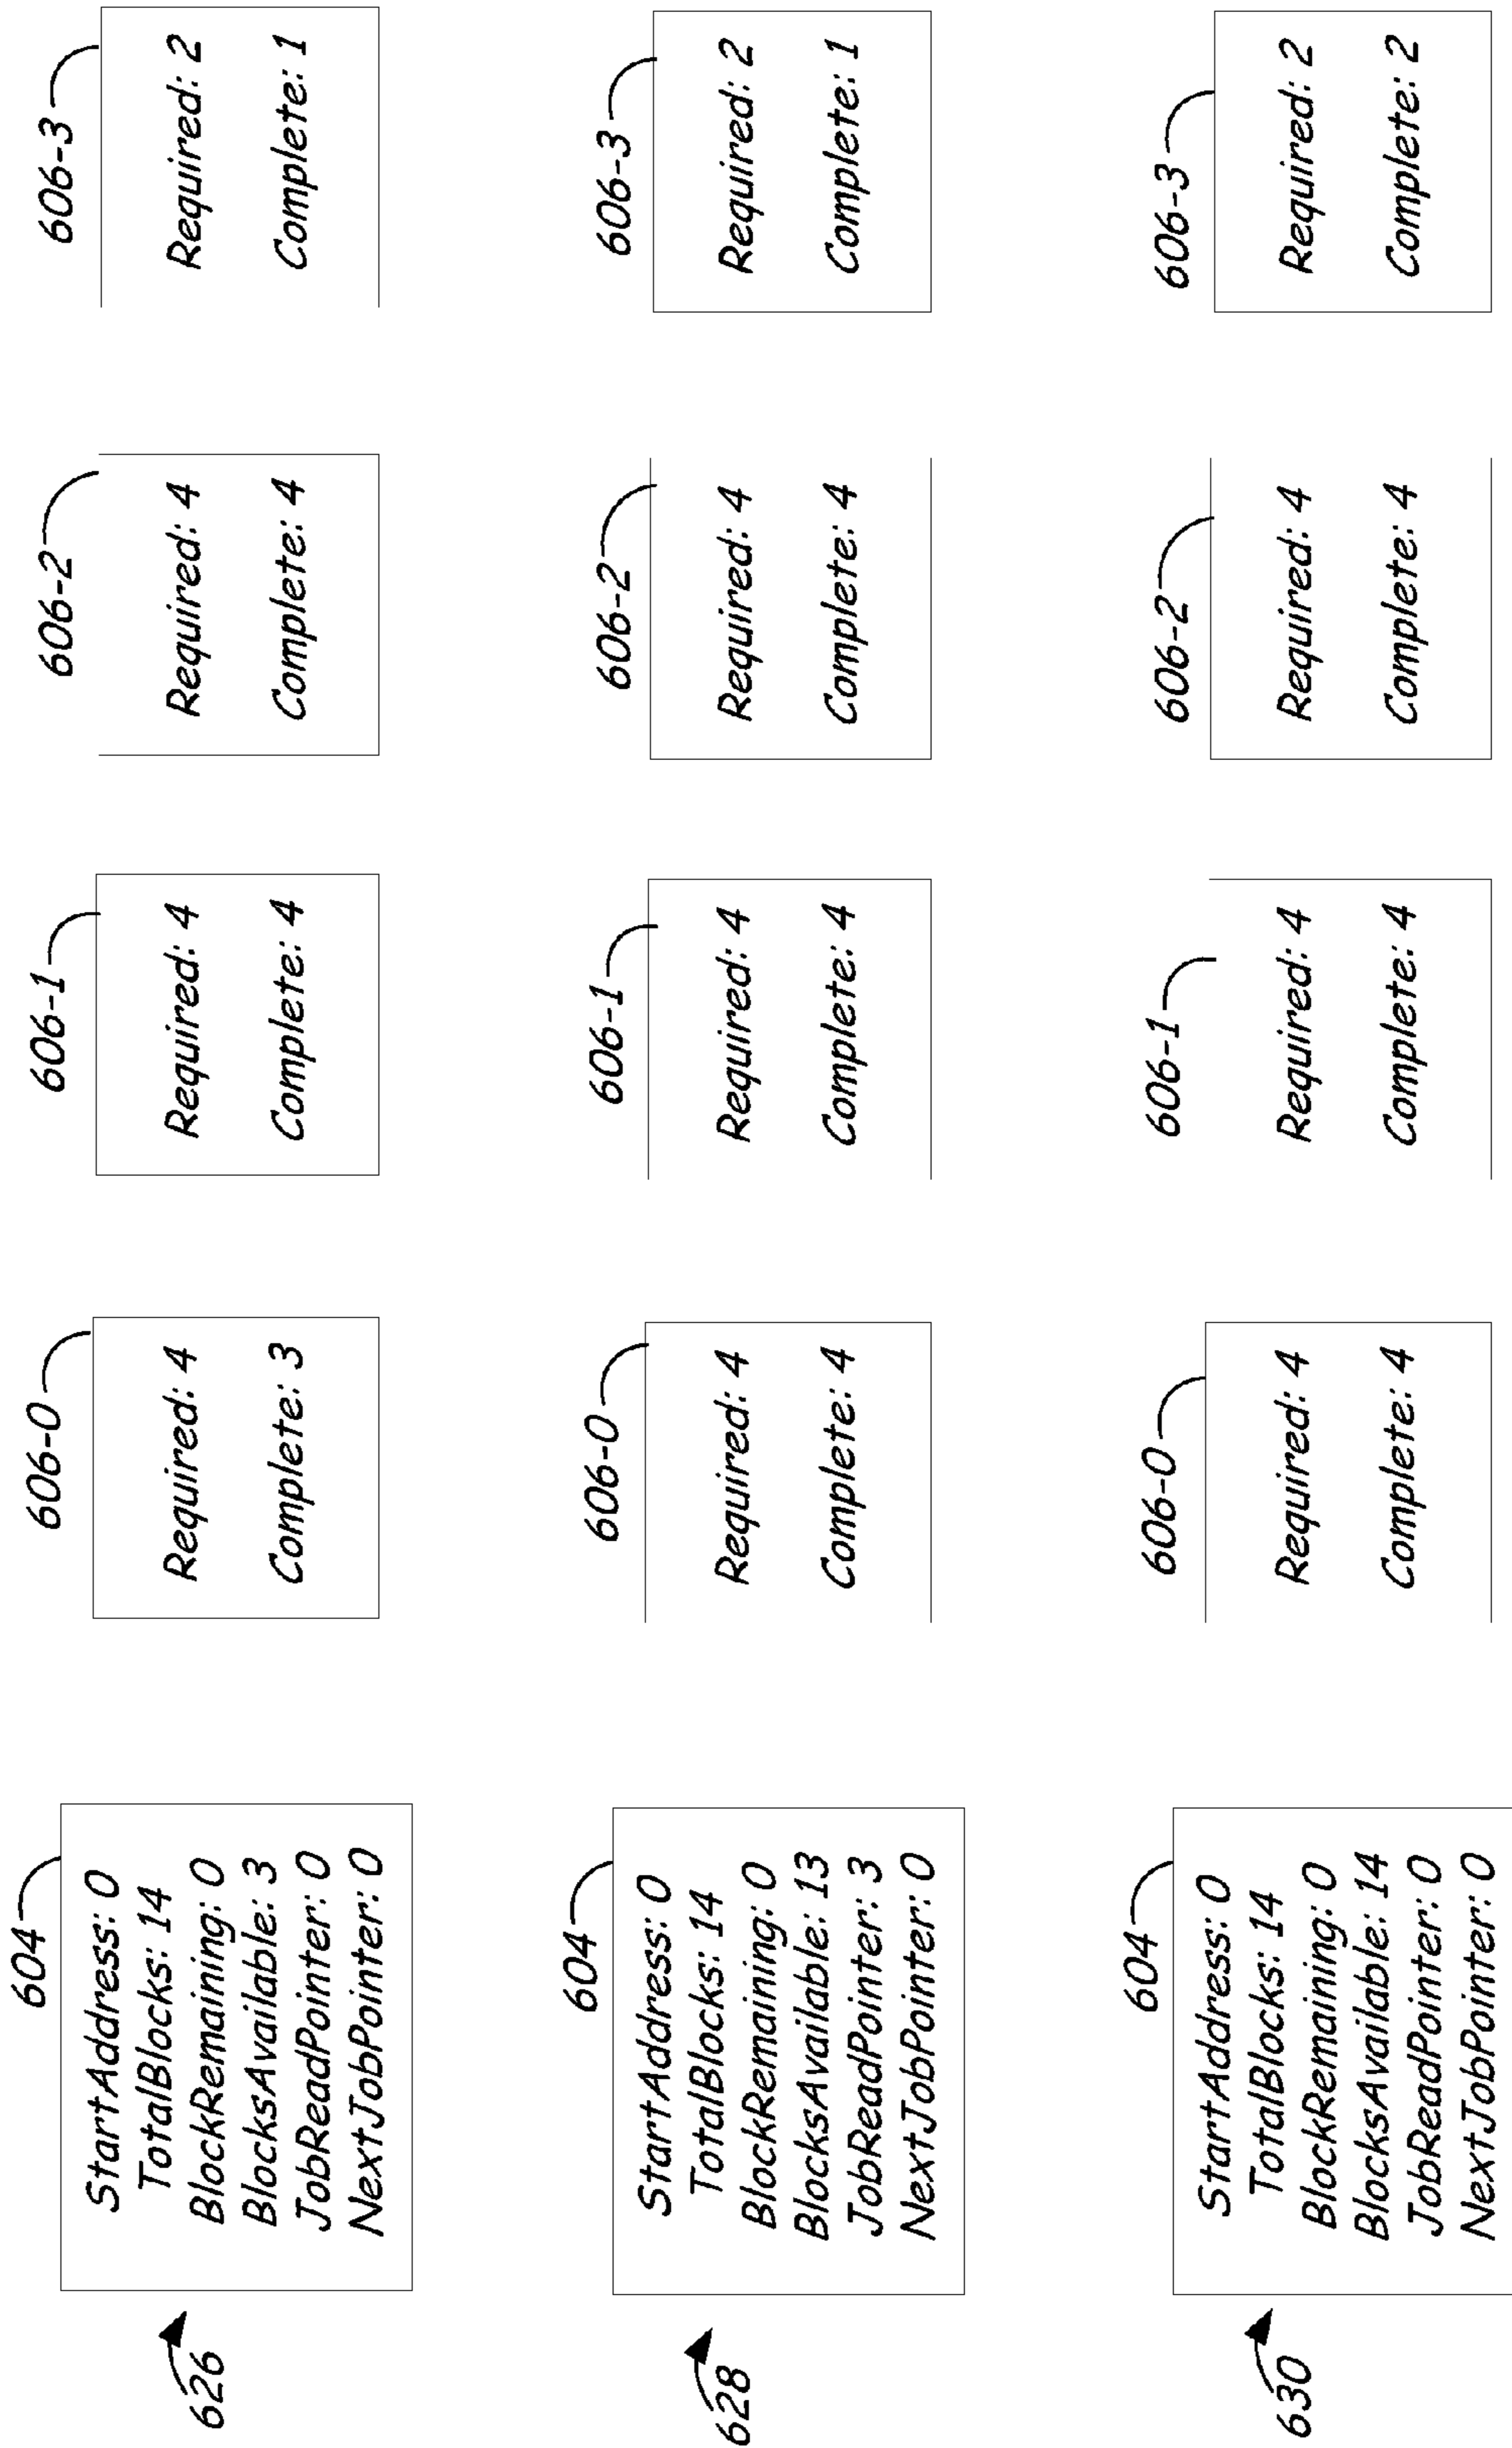 626
604
StartAddress: 0
TotalBlocks: 14
BlockRemaining: 0
BlocksAvailable: 3
JobReadPointer: 0
NextJobPointer: 0
606-0
Required: 4
Complete: 3
606-1
Required: 4
Complete: 4
606-2
Required: 4
Complete: 4
606-3
Required: 2
Complete: 1
628
604
StartAddress: 0
TotalBlocks: 14
BlockRemaining: 0
BlocksAvailable: 13
JobReadPointer: 3
NextJobPointer: 0
606-0
Required: 4
Complete: 4
606-1
Required: 4
Complete: 4
606-2
Required: 4
Complete: 4
606-3
Required: 2
Complete: 1
630
604
StartAddress: 0
TotalBlocks: 14
BlockRemaining: 0
BlocksAvailable: 14
JobReadPointer: 0
NextJobPointer: 0
606-0
Required: 4
Complete: 4
606-1
Required: 4
Complete: 4
606-2
Required: 4
Complete: 4
606-3
Required: 2
Complete: 2